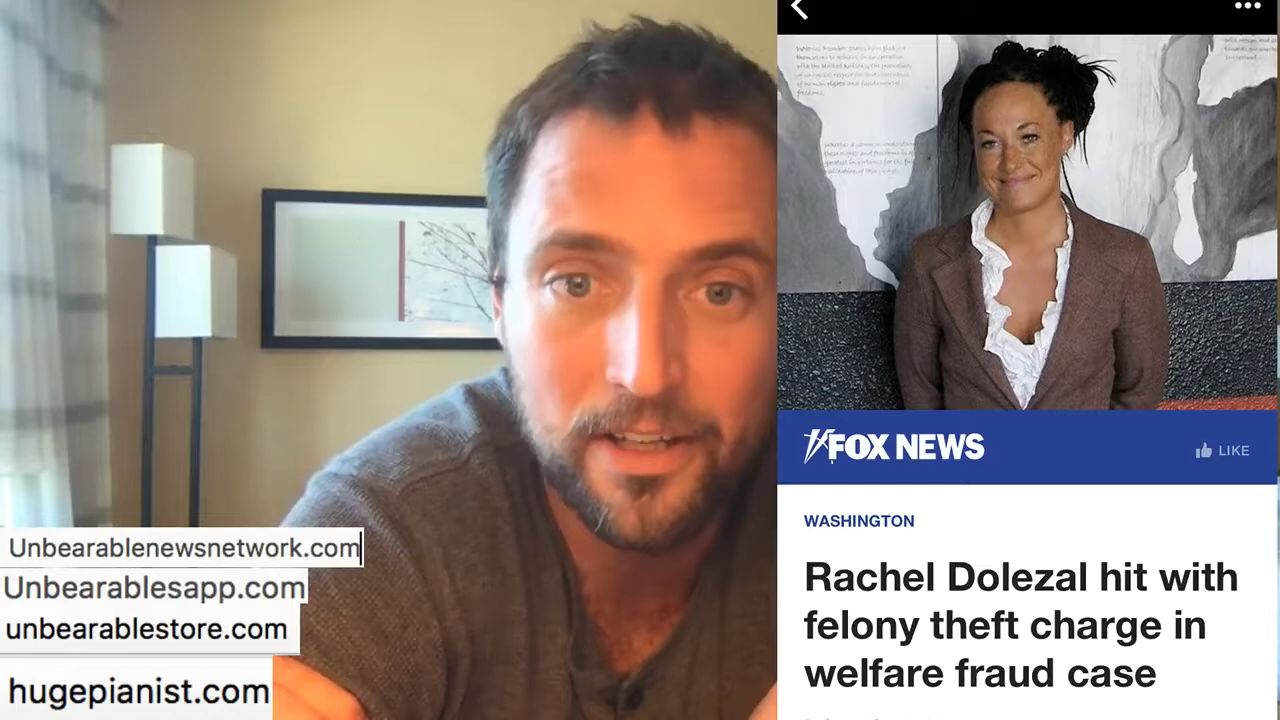 Unbearablenewsnetwork.com
Unbearablesapp.com
unbearablestore.com
hugepianist.com
FOX NEWS
LIKE
WASHINGTON
Rachel Dolezal hit with
felony theft charge in
welfare fraud case